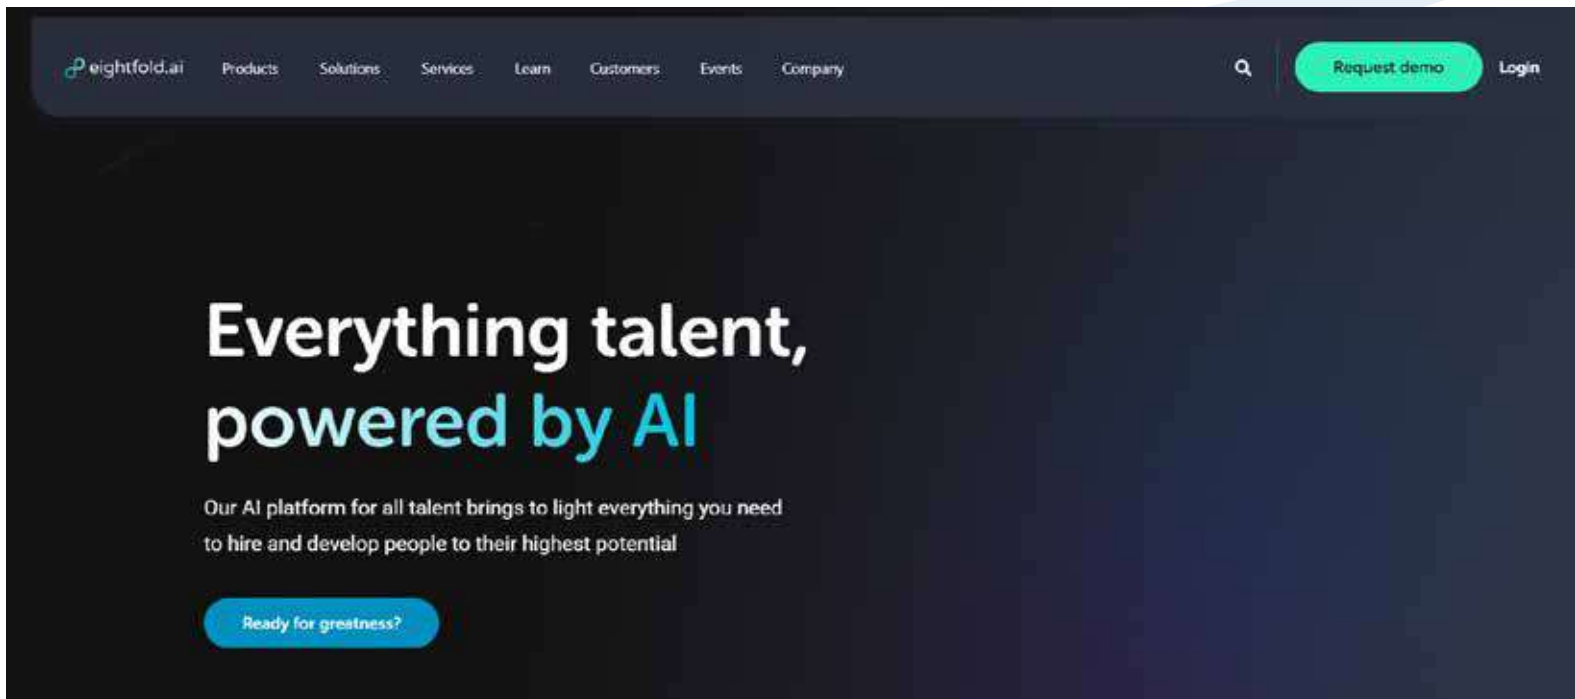 eightfold.ai Products Solutions Services Learn Customers Events Company Request demo Login
Everything talent,
powered by AI
Our AI platform for all talent brings to light everything you need
to hire and develop people to their highest potential
Ready for greatness?